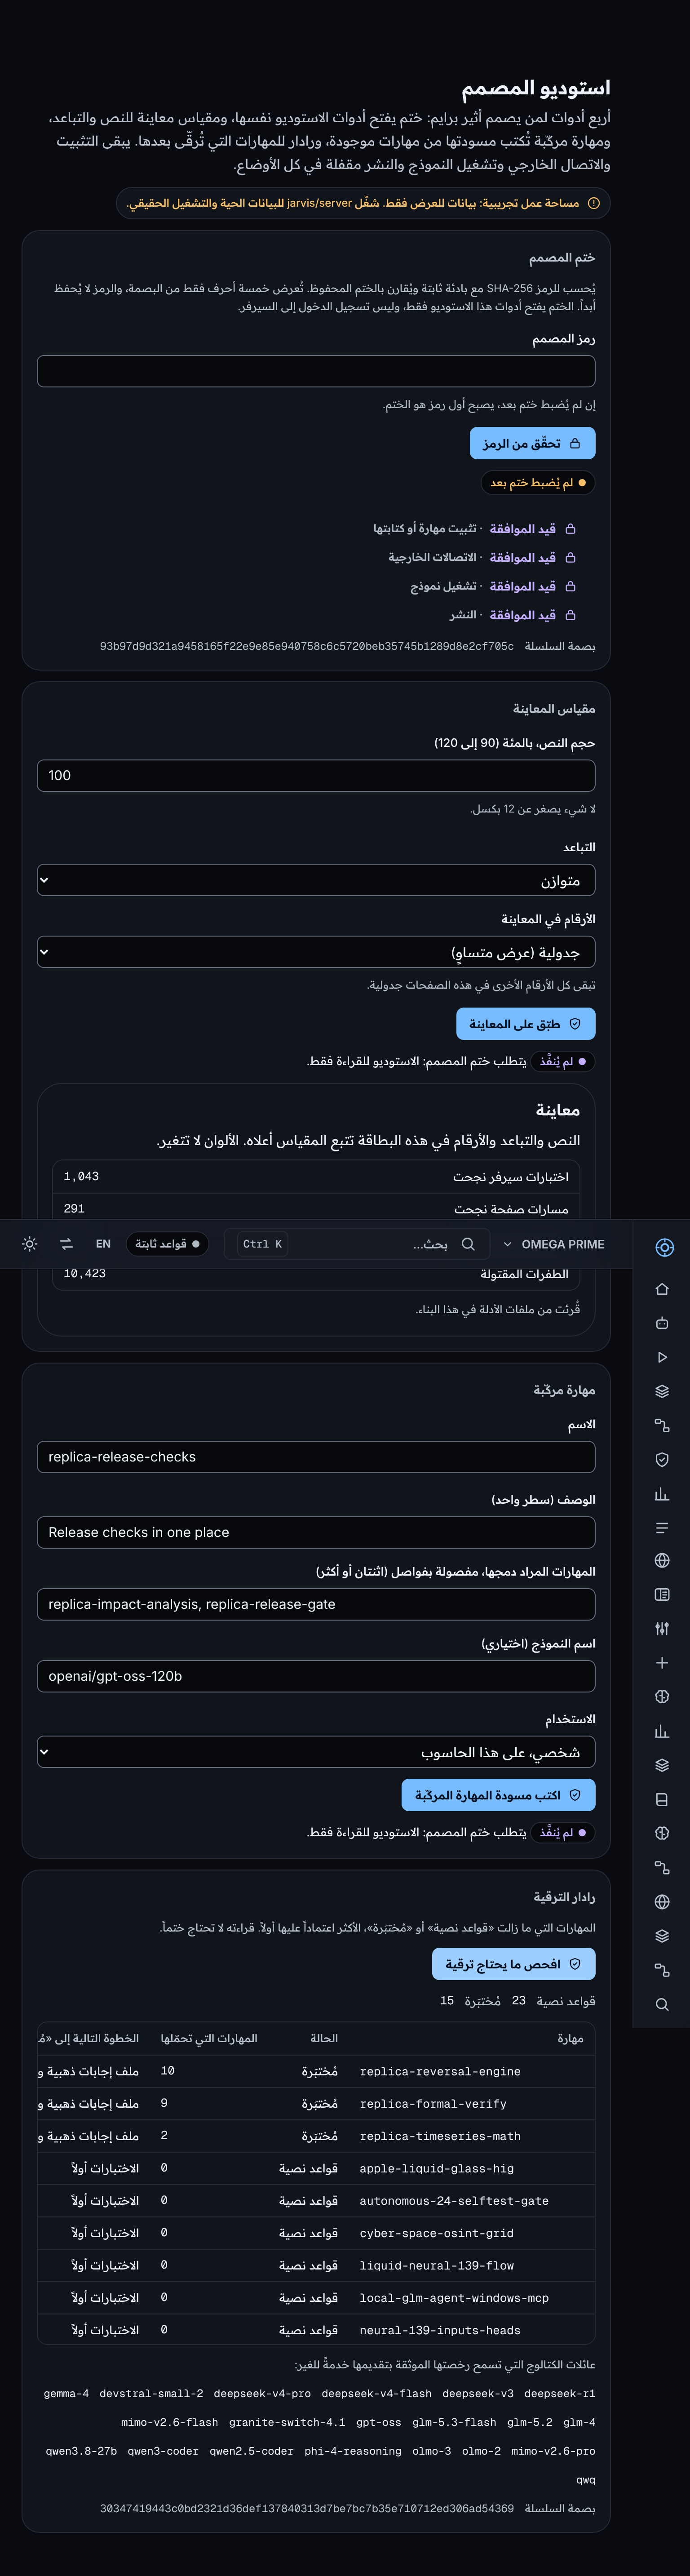 استوديو المصمم
أربع أدوات لمن يصمم أثير برايم: ختم يفتح أدوات الاستوديو نفسها، ومقياس معاينة للنص والتباعد،
ومهارة مركّبة تُكتب مسودتها من مهارات موجودة، ورادار للمهارات التي تُرقّى بعدها. يبقى التثبيت
والاتصال الخارجي وتشغيل النموذج والنشر مقفلة في كل الأوضاع.
مساحة عمل تجريبية: بيانات للعرض فقط. شغّل jarvis/server للبيانات الحية والتشغيل الحقيقي.
ختم المصمم
يُحسب للرمز SHA-256 مع بادئة ثابتة ويُقارن بالختم المحفوظ. تُعرض خمسة أحرف فقط من البصمة، والرمز لا يُحفظ
أبداً. الختم يفتح أدوات هذا الاستوديو فقط، وليس تسجيل الدخول إلى السيرفر.
رمز المصمم
إن لم يُضبط ختم بعد، يصبح أول رمز هو الختم.
تحقّق من الرمز
لم يُضبط ختم بعد
قيد الموافقة · تثبيت مهارة أو كتابتها
قيد الموافقة · الاتصالات الخارجية
قيد الموافقة · تشغيل نموذج
قيد الموافقة · النشر
بصمة السلسلة 93b97d9d321a9458165f22e9e85e940758c6c5720beb35745b1289d8e2cf705c
مقياس المعاينة
حجم النص، بالمئة (90 إلى 120)
100
لا شيء يصغر عن 12 بكسل.
التباعد
متوازن
الأرقام في المعاينة
جدولية (عرض متساوٍ)
تبقى كل الأرقام الأخرى في هذه الصفحات جدولية.
طبّق على المعاينة
لم يُنفَّذ يتطلب ختم المصمم: الاستوديو للقراءة فقط.
معاينة
النص والتباعد والأرقام في هذه البطاقة تتبع المقياس أعلاه. الألوان لا تتغير.
اختبارات سيرفر نجحت 1,043
مسارات صفحة نجحت 291
OMEGA PRIME بحث... Ctrl K قواعد ثابتة EN
الطفرات المقتولة 10,423
قُرئت من ملفات الأدلة في هذا البناء.
مهارة مركّبة
الاسم
replica-release-checks
الوصف (سطر واحد)
Release checks in one place
المهارات المراد دمجها، مفصولة بفواصل (اثنتان أو أكثر)
replica-impact-analysis, replica-release-gate
اسم النموذج (اختياري)
openai/gpt-oss-120b
الاستخدام
شخصي، على هذا الحاسوب
اكتب مسودة المهارة المركّبة
لم يُنفَّذ يتطلب ختم المصمم: الاستوديو للقراءة فقط.
رادار الترقية
المهارات التي ما زالت «قواعد نصية» أو «مُختبَرة»، الأكثر اعتماداً عليها أولاً. قراءته لا تحتاج ختماً.
افحص ما يحتاج ترقية
قواعد نصية 23 مُختبَرة 15
مهارة الحالة المهارات التي تحمّلها الخطوة التالية إلى «مُ
replica-reversal-engine مُختبَرة 10 ملف إجابات ذهبية و
replica-formal-verify مُختبَرة 9 ملف إجابات ذهبية و
replica-timeseries-math مُختبَرة 2 ملف إجابات ذهبية و
apple-liquid-glass-hig قواعد نصية 0 الاختبارات أولاً
autonomous-24-selftest-gate قواعد نصية 0 الاختبارات أولاً
cyber-space-osint-grid قواعد نصية 0 الاختبارات أولاً
liquid-neural-139-flow قواعد نصية 0 الاختبارات أولاً
local-glm-agent-windows-mcp قواعد نصية 0 الاختبارات أولاً
neural-139-inputs-heads قواعد نصية 0 الاختبارات أولاً
عائلات الكتالوج التي تسمح رخصتها الموثقة بتقديمها خدمةً للغير:
gemma-4 devstral-small-2 deepseek-v4-pro deepseek-v4-flash deepseek-v3 deepseek-r1
mimo-v2.6-flash granite-switch-4.1 gpt-oss glm-5.3-flash glm-5.2 glm-4
qwen3.8-27b qwen3-coder qwen2.5-coder phi-4-reasoning olmo-3 olmo-2 mimo-v2.6-pro
qwq
بصمة السلسلة 30347419443c0bd2321d36def137840313d7be7bc7b35e710712ed306ad54369